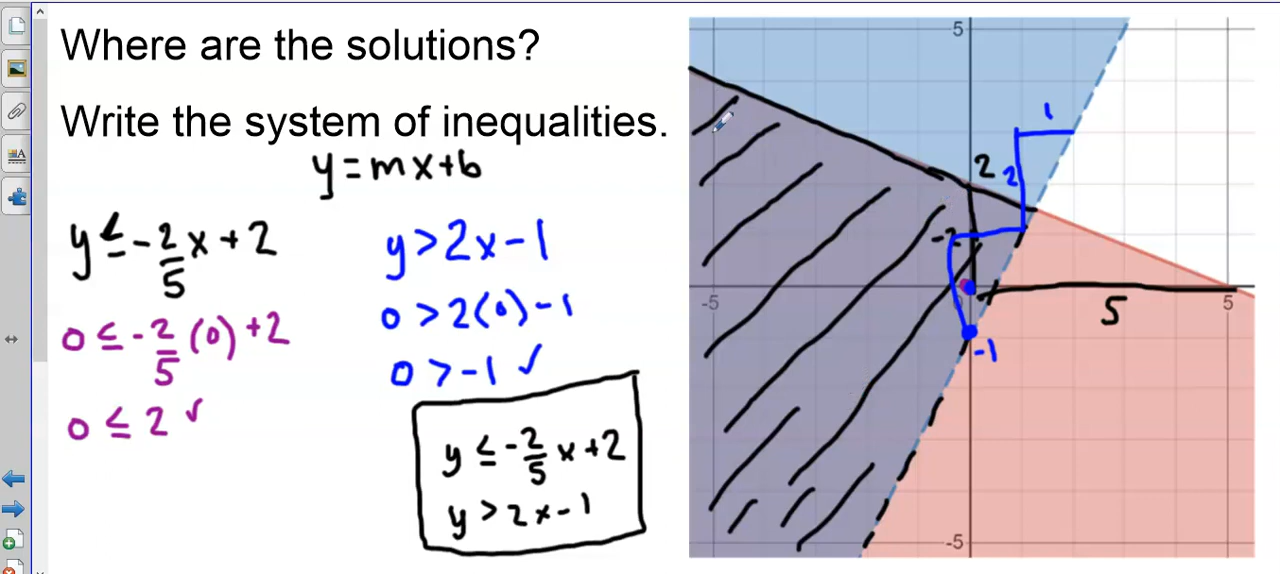 Where are the solutions?
Write the system of inequalities.
y = mx+b
y ≤ -2/5 x + 2
0 ≤ -2/5 (0) + 2
0 ≤ 2 ✓
y > 2x - 1
0 > 2(0) - 1
0 > -1 ✓
y ≤ -2/5 x + 2
y > 2x - 1
5
1
2
2
-2
-5
0
5
5
-1
-5